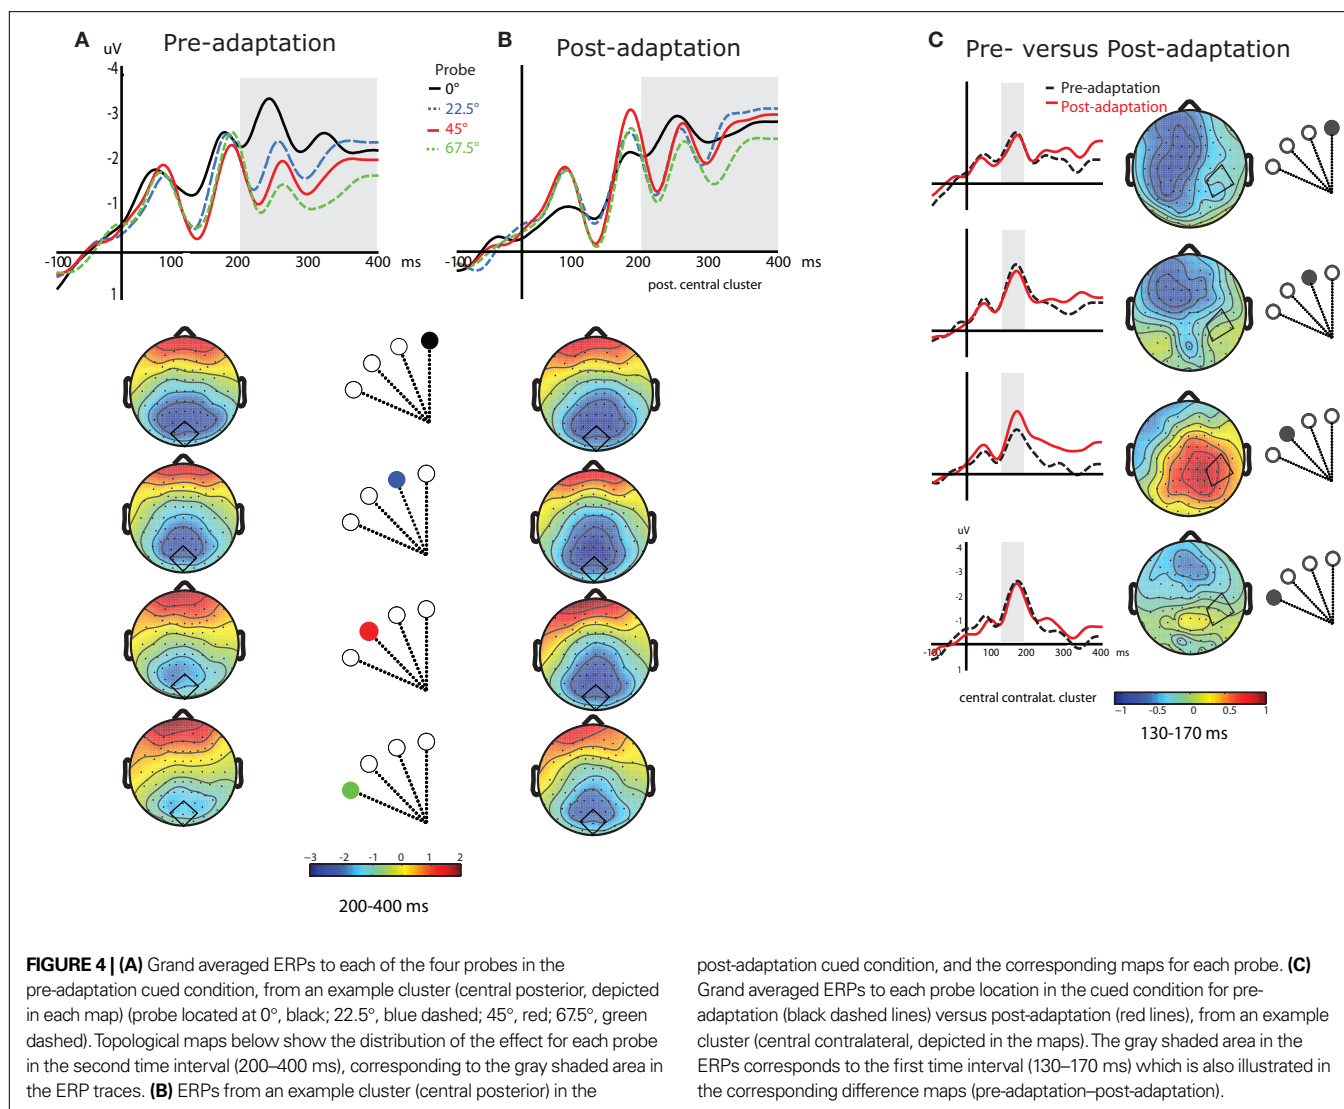 A Pre-adaptation
uV
-4
-3
-2
-1
-100 100 200 300 400 ms
1
Probe
0°
22.5°
45°
67.5°
B Post-adaptation
-100 100 200 300 400 ms
1
post. central cluster
C Pre- versus Post-adaptation
Pre-adaptation
Post-adaptation
uV
-4
-3
-2
-1
-100 100 200 300 400 ms
1
central contralat. cluster
-1 -0.5 0 0.5 1
130-170 ms
-3 -2 -1 0 1 2
200-400 ms
FIGURE 4 | (A) Grand averaged ERPs to each of the four probes in the
pre-adaptation cued condition, from an example cluster (central posterior, depicted
in each map) (probe located at 0°, black; 22.5°, blue dashed; 45°, red; 67.5°, green
dashed). Topological maps below show the distribution of the effect for each probe
in the second time interval (200–400 ms), corresponding to the gray shaded area in
the ERP traces. (B) ERPs from an example cluster (central posterior) in the
post-adaptation cued condition, and the corresponding maps for each probe. (C)
Grand averaged ERPs to each probe location in the cued condition for pre-
adaptation (black dashed lines) versus post-adaptation (red lines), from an example
cluster (central contralateral, depicted in the maps). The gray shaded area in the
ERPs corresponds to the first time interval (130–170 ms) which is also illustrated in
the corresponding difference maps (pre-adaptation–post-adaptation).